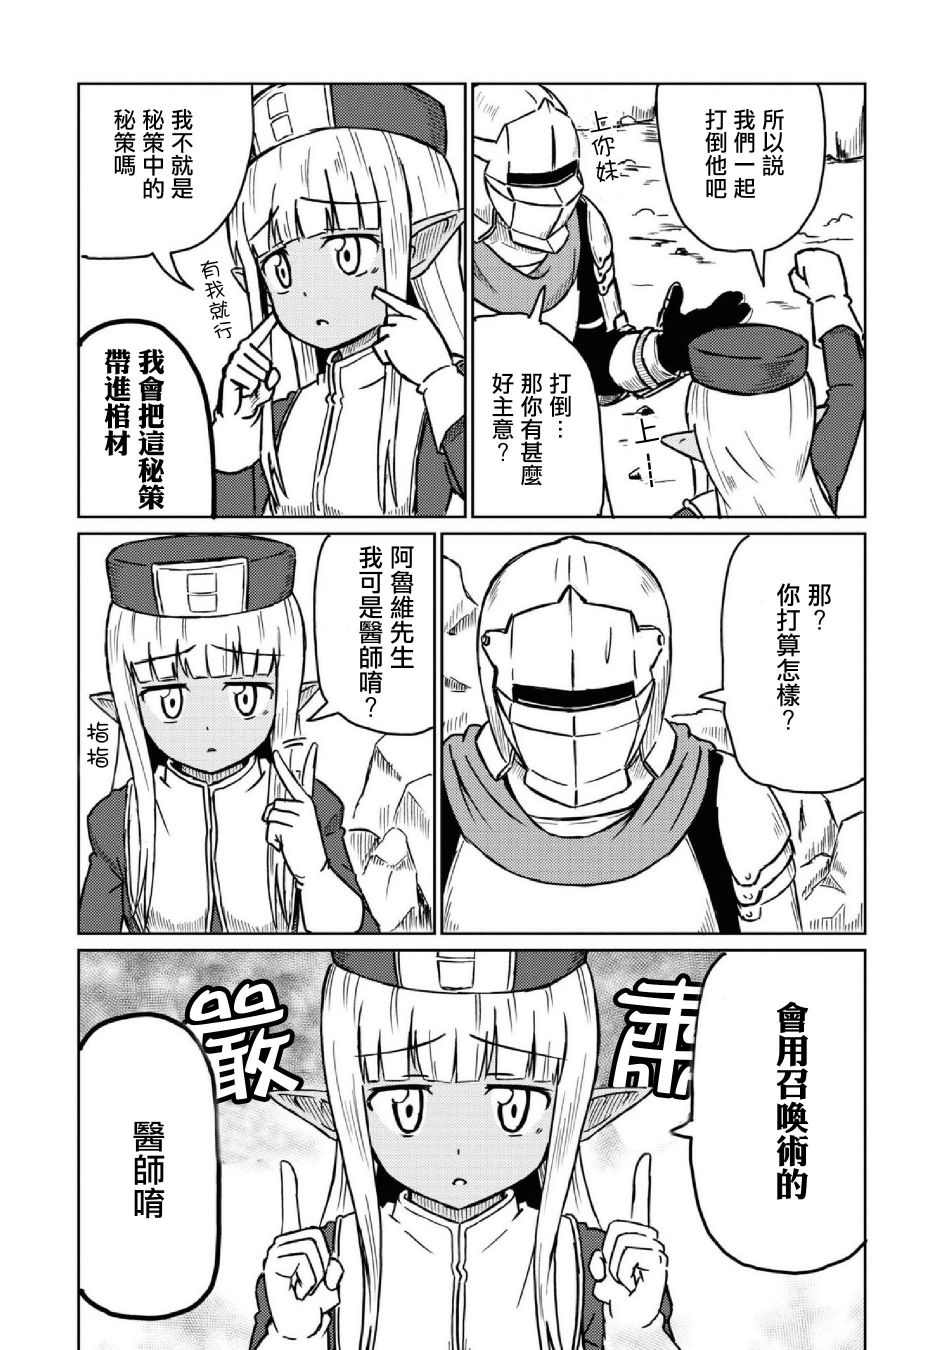 所以説
我們一起
打倒他吧
上你妹
上
打倒…
那你有甚麼
好主意？
我不就是
秘策中的
秘策嗎
有我就行
我會把這秘策
帶進棺材
那？
你打算怎樣？
阿魯維先生
我可是醫師唷？
指指
會用召喚術的
嚴肅
醫師唷